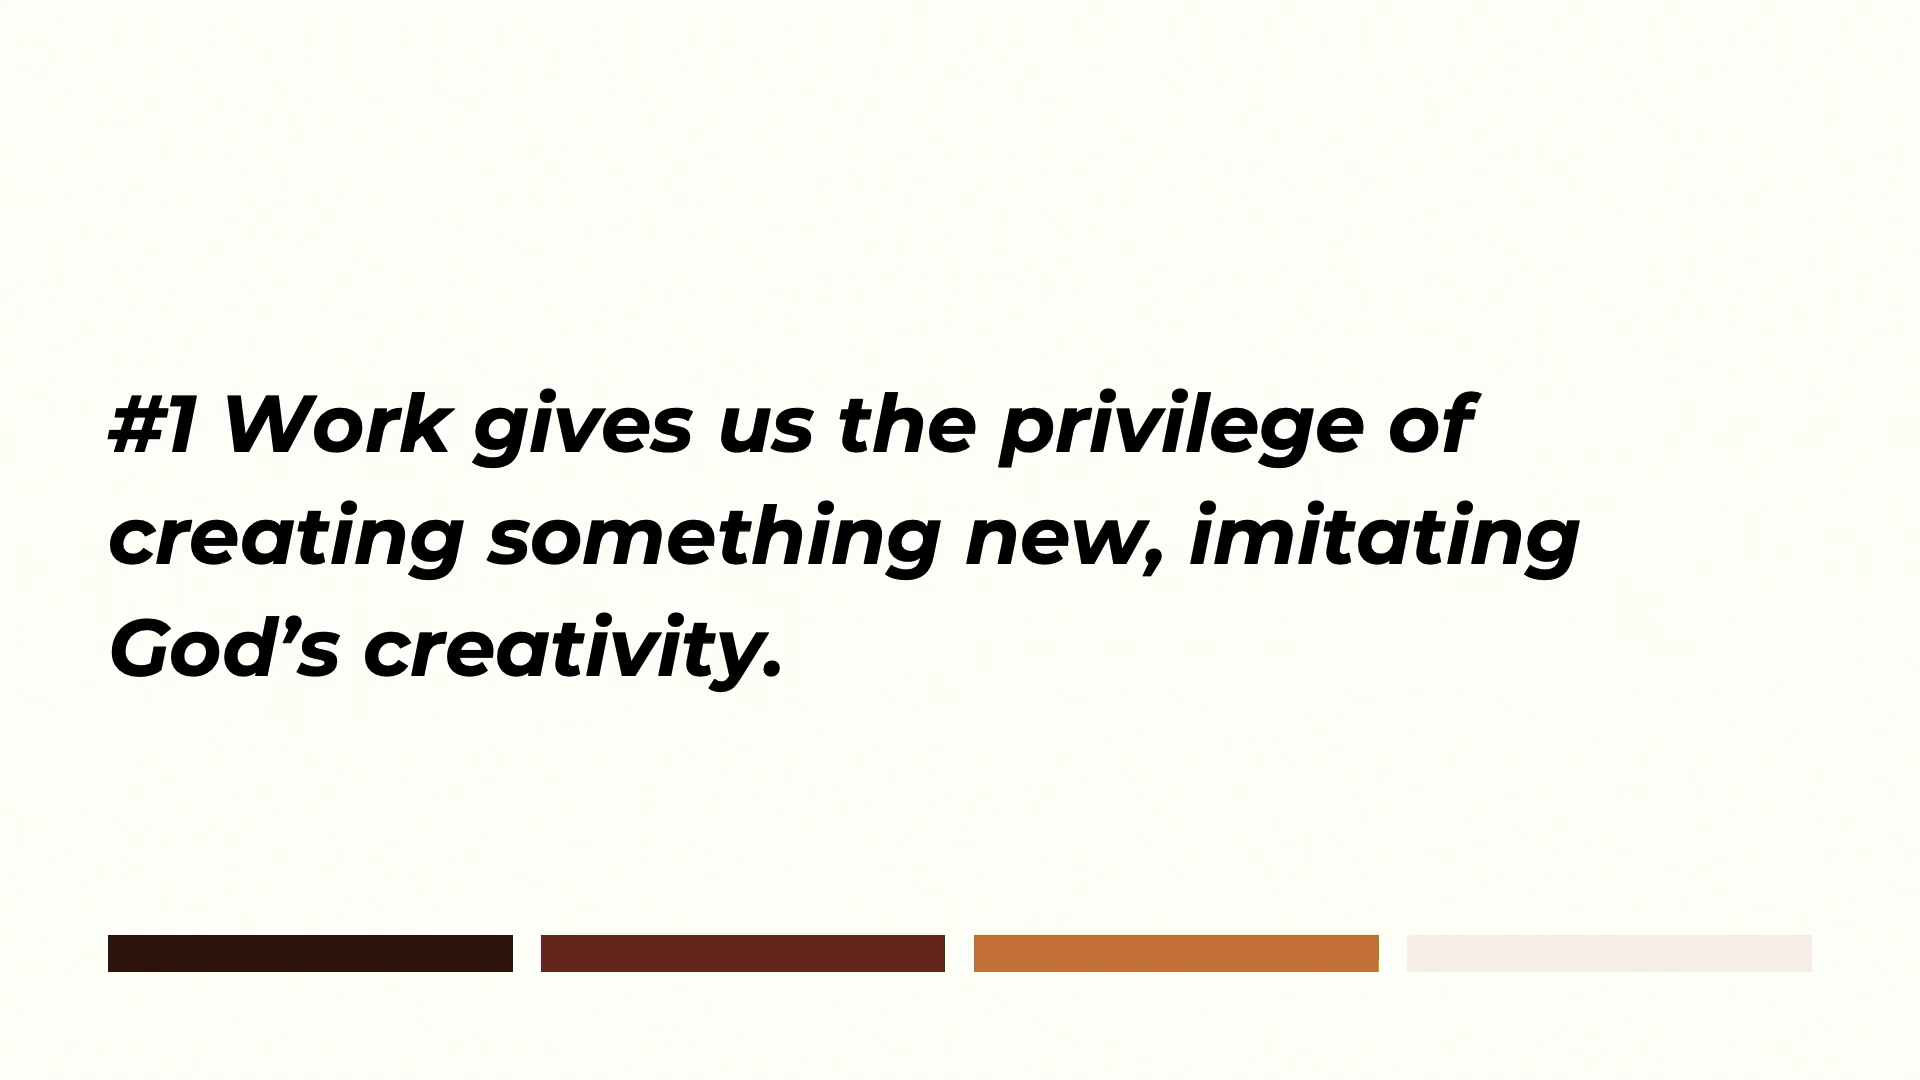 #1 Work gives us the privilege of
creating something new, imitating
God’s creativity.